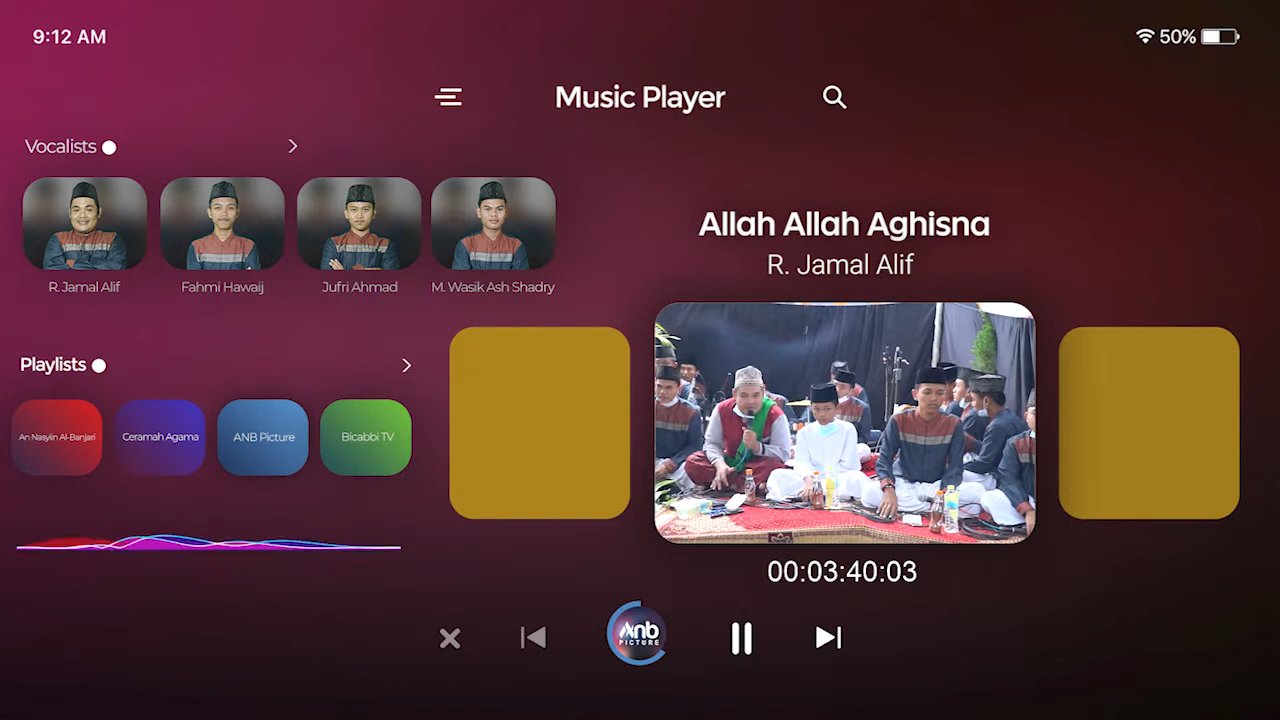 9:12 AM
50%
Music Player
Vocalists
R. Jamal Alif
Fahmi Hawaij
Jufri Ahmad
M. Wasik Ash Shadry
Allah Allah Aghisna
R. Jamal Alif
Playlists
An Nasyiin Al-Banjari
Ceramah Agama
ANB Picture
Bicabbi TV
00:03:40:03
Anb
PICTURE